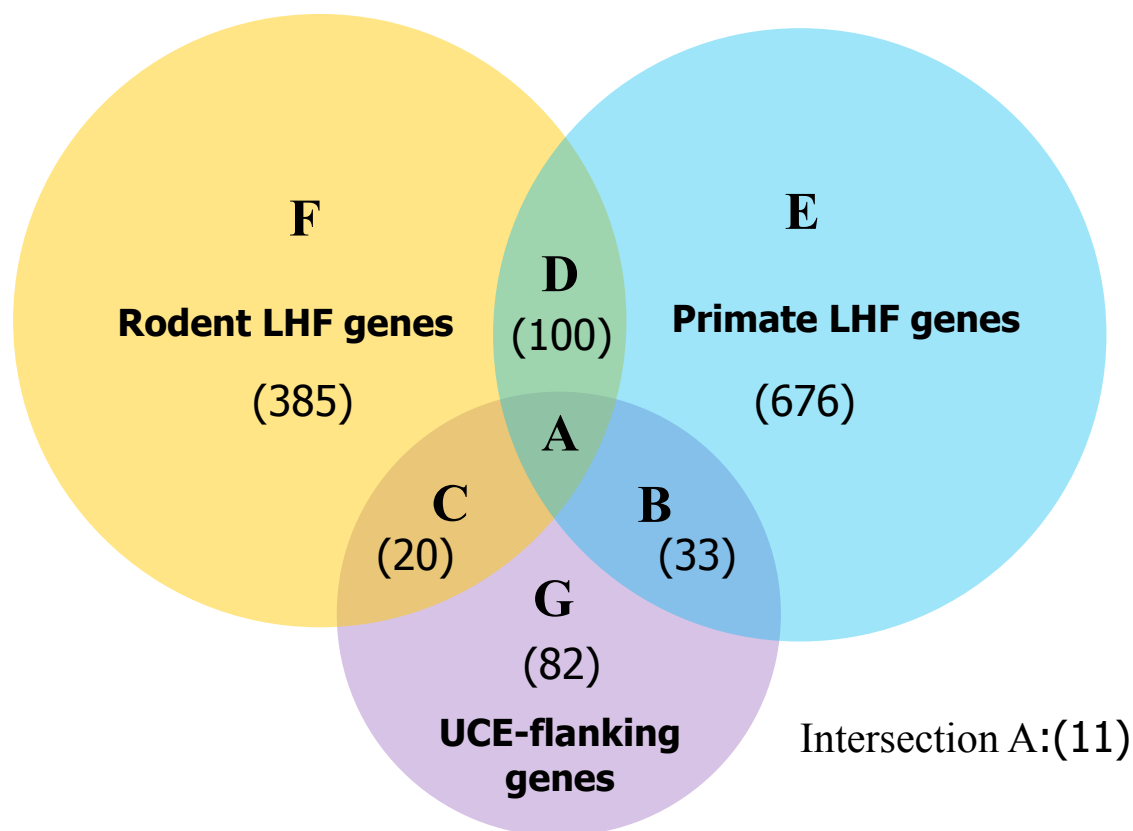 F
E
D
Rodent LHF genes
Primate LHF genes
(100)
(385)
(676)
A
C
B
(20)
(33)
G
(82)
UCE-flanking
genes
Intersection A:(11)